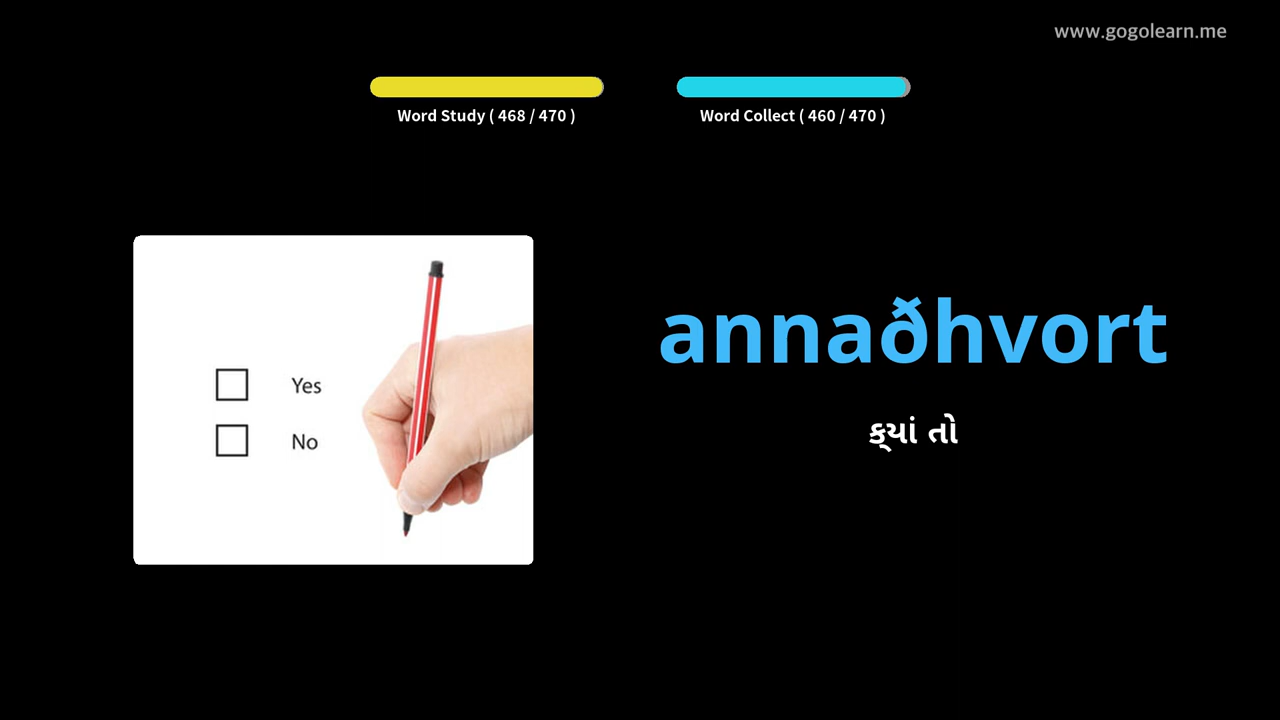 www.gogolearn.me
Word Study ( 468 / 470 )
Word Collect ( 460 / 470 )
Yes
No
annaðhvort
ક્યાં તો